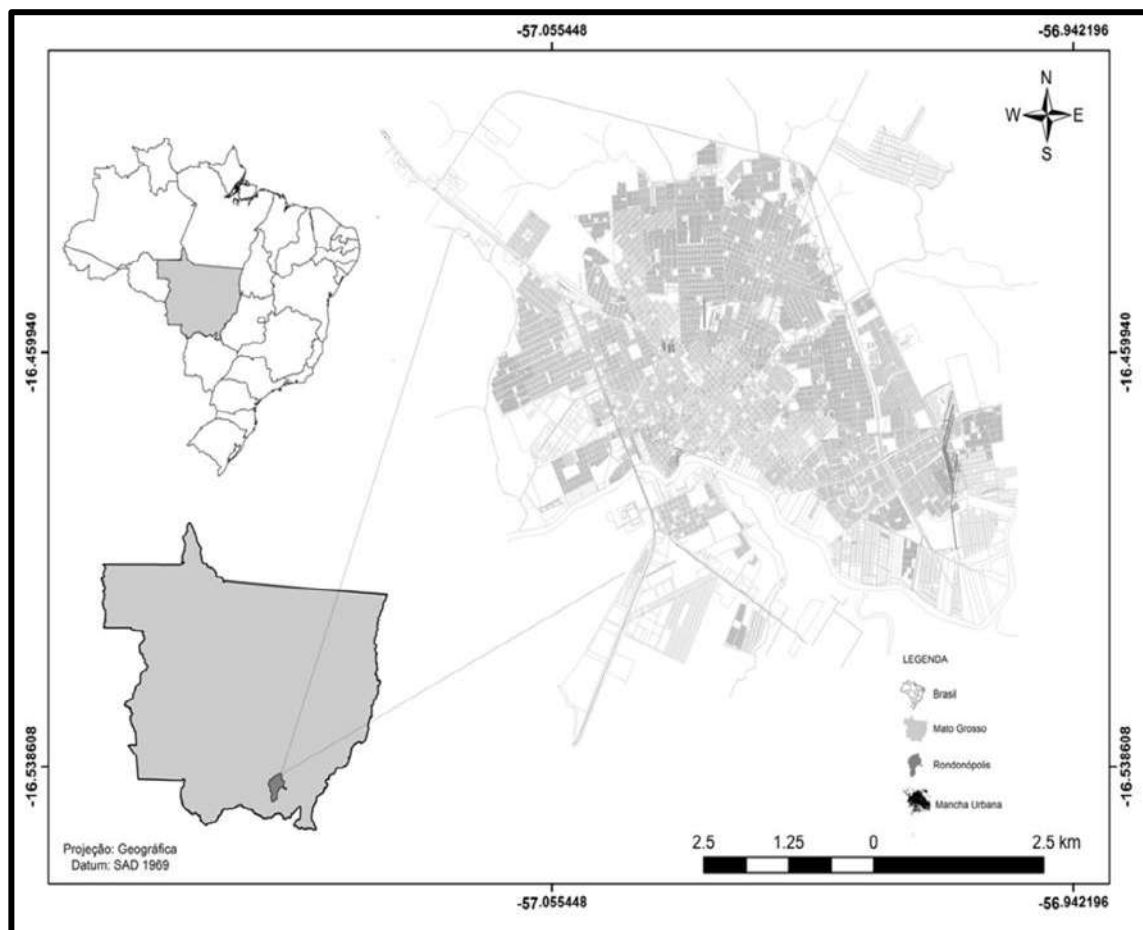 -57.055448
-56.942196
N
W E
S
-16.459940
-16.459940
LEGENDA
Brasil
Mato Grosso
Rondonópolis
Mancha Urbana
-16.538608
-16.538608
Projeção: Geográfica
Datum: SAD 1969
2.5 1.25 0 2.5 km
-57.055448
-56.942196